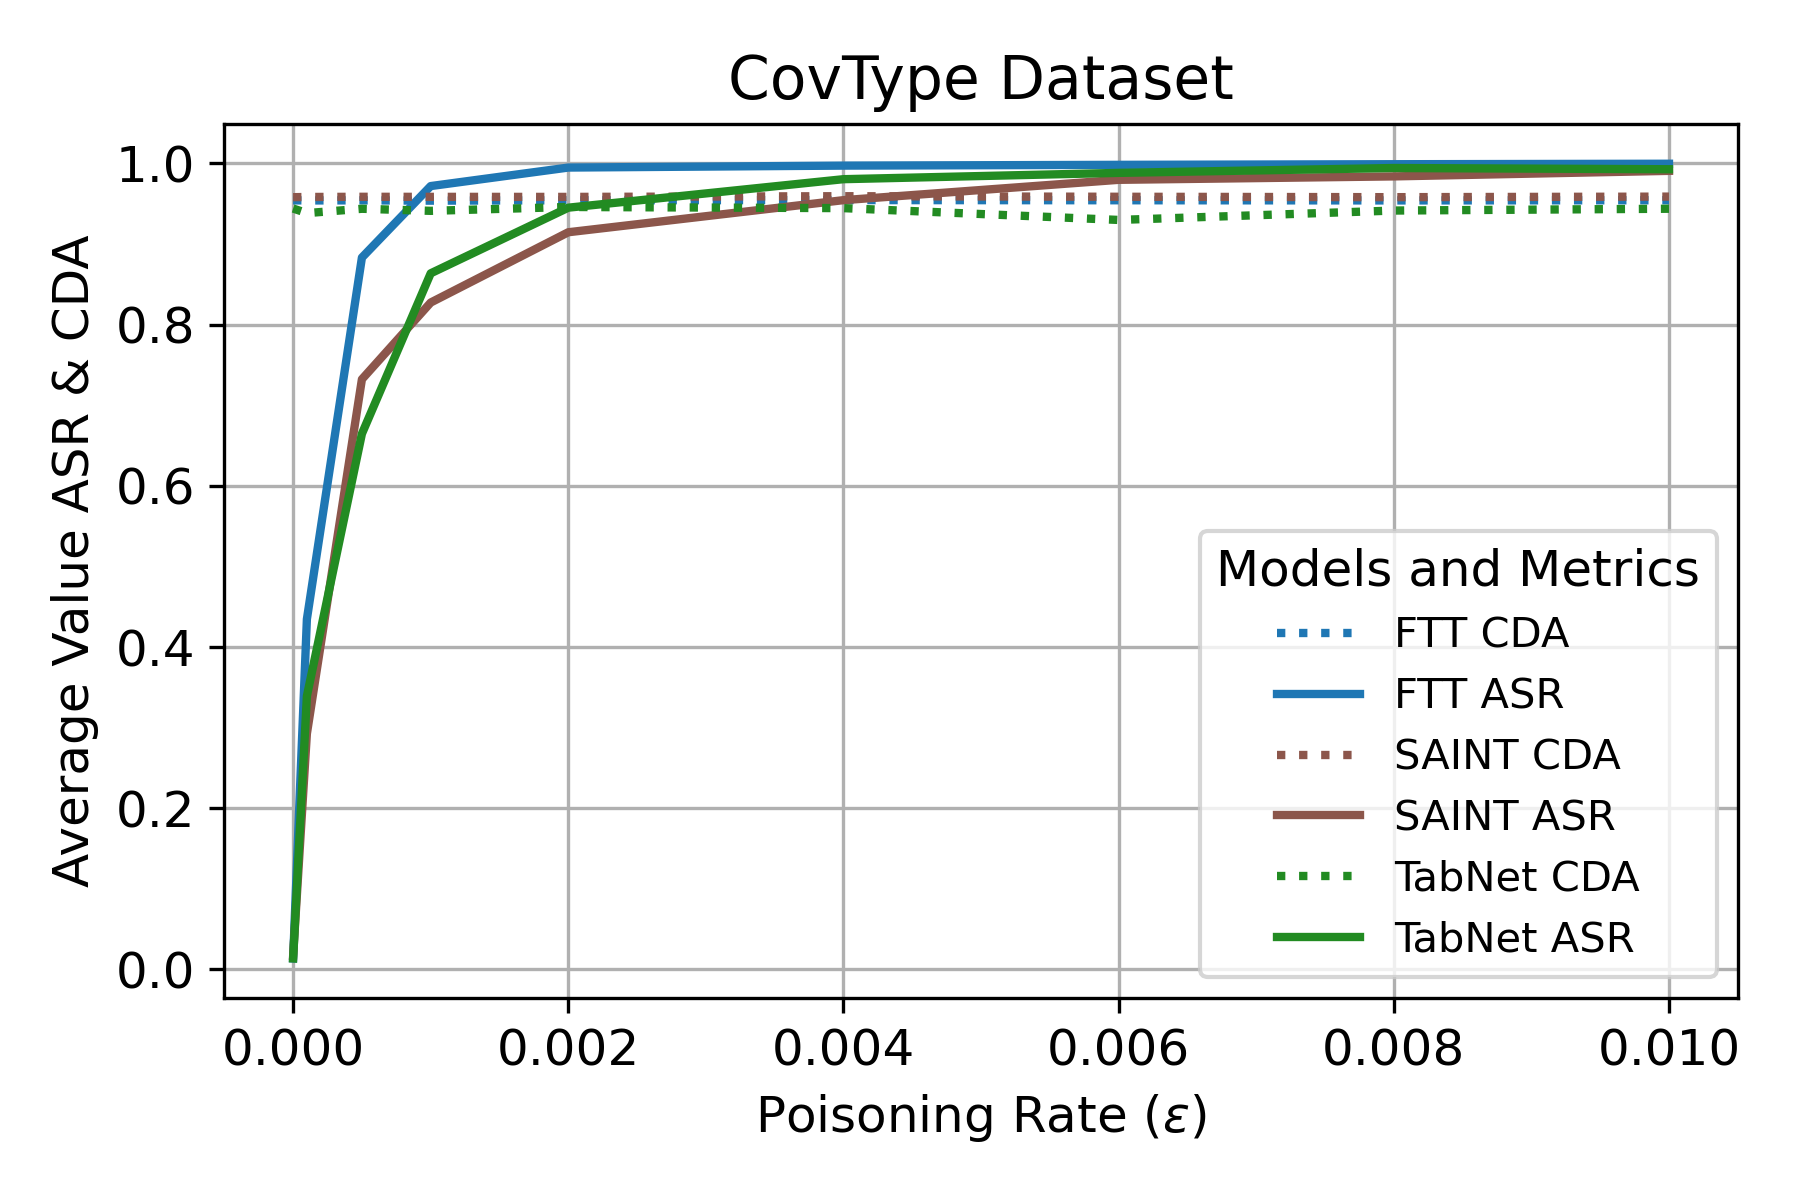 CovType Dataset
Average Value ASR & CDA
1.0
0.8
0.6
0.4
0.2
0.0
Models and Metrics
FTT CDA
FTT ASR
SAINT CDA
SAINT ASR
TabNet CDA
TabNet ASR
0.000 0.002 0.004 0.006 0.008 0.010
Poisoning Rate (ε)